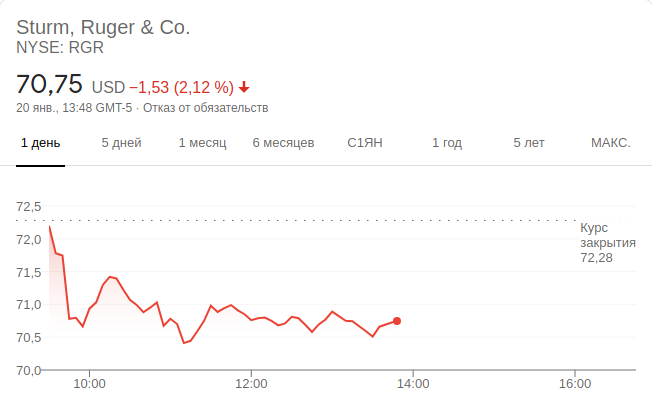 Sturm, Ruger & Co.
NYSE: RGR
70,75 USD −1,53 (2,12 %)
20 янв., 13:48 GMT-5 · Отказ от обязательств
1 день 5 дней 1 месяц 6 месяцев С1ЯН 1 год 5 лет МАКС.
72,5
Курс
закрытия
72,28
72,0
71,5
71,0
70,5
70,0
10:00 12:00 14:00 16:00